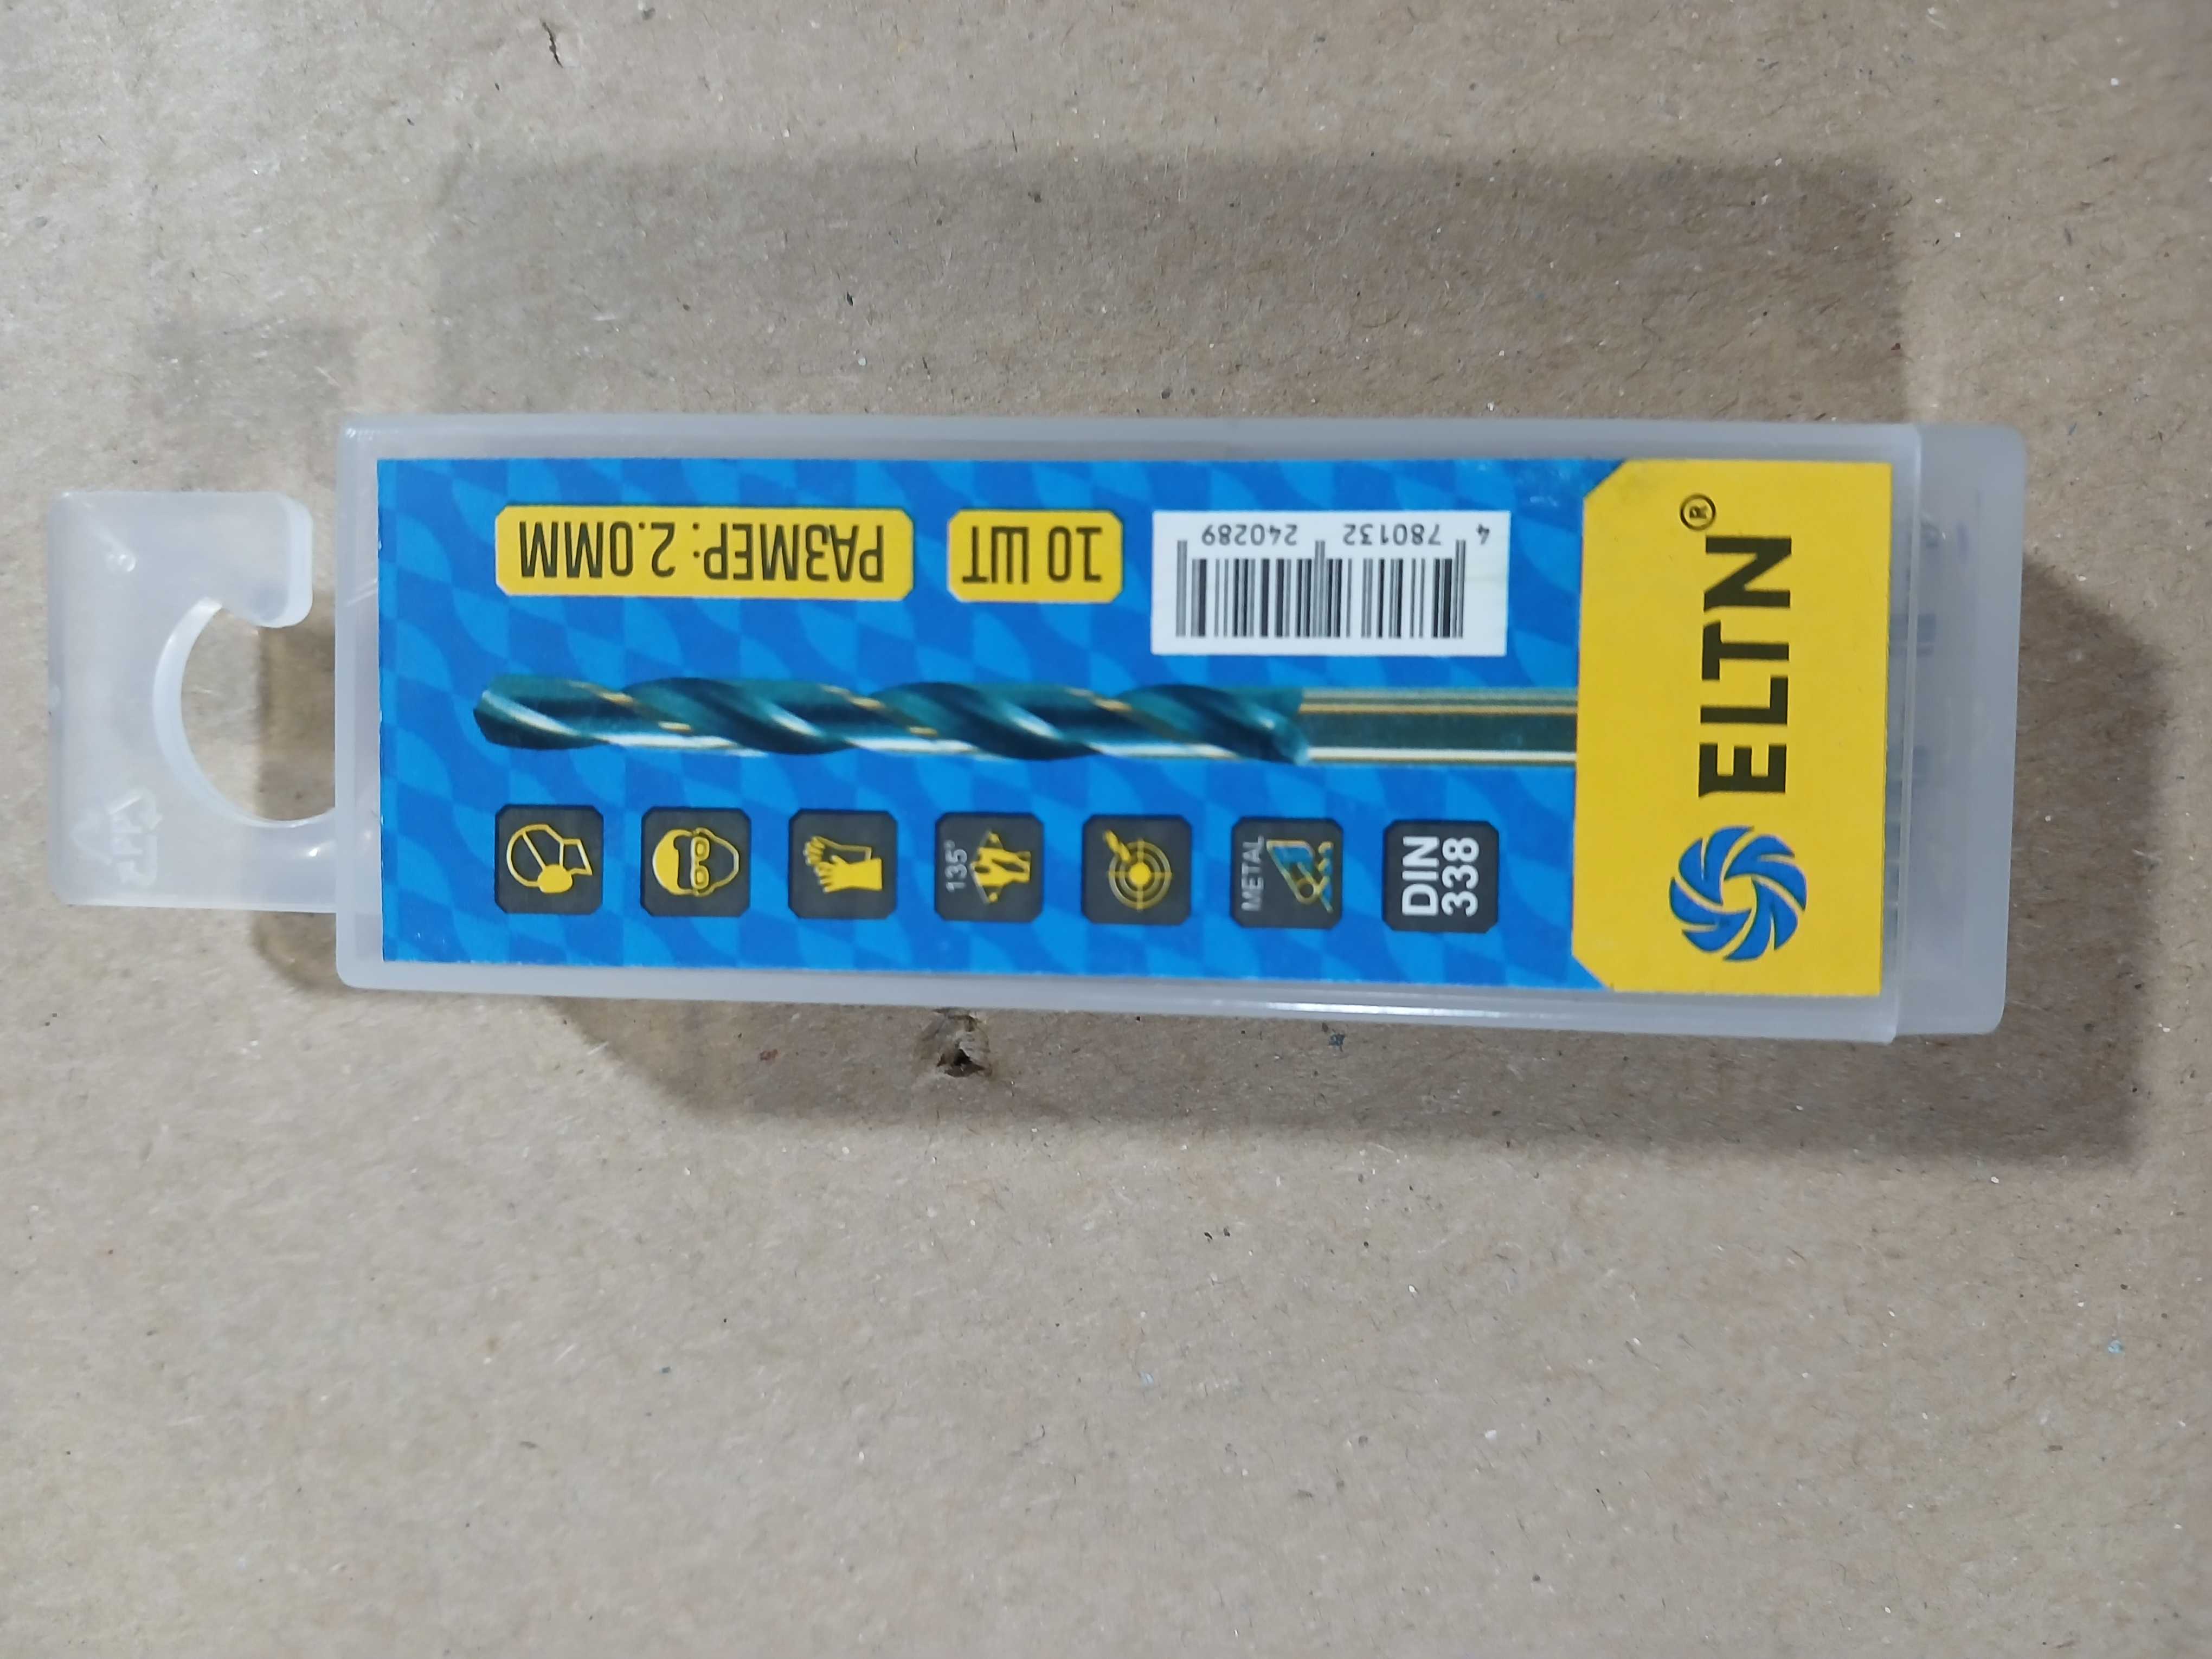 ELTN®
DIN
338
METAL
135°
4 780132 240289
10 ШТ
РАЗМЕР: 2.0ММ